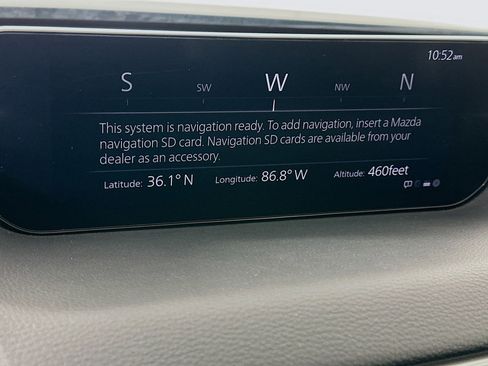 10:52am
S SW W NW N
This system is navigation ready. To add navigation, insert a Mazda
navigation SD card. Navigation SD cards are available from your
dealer as an accessory.
Latitude: 36.1° N Longitude: 86.8° W Altitude: 460feet